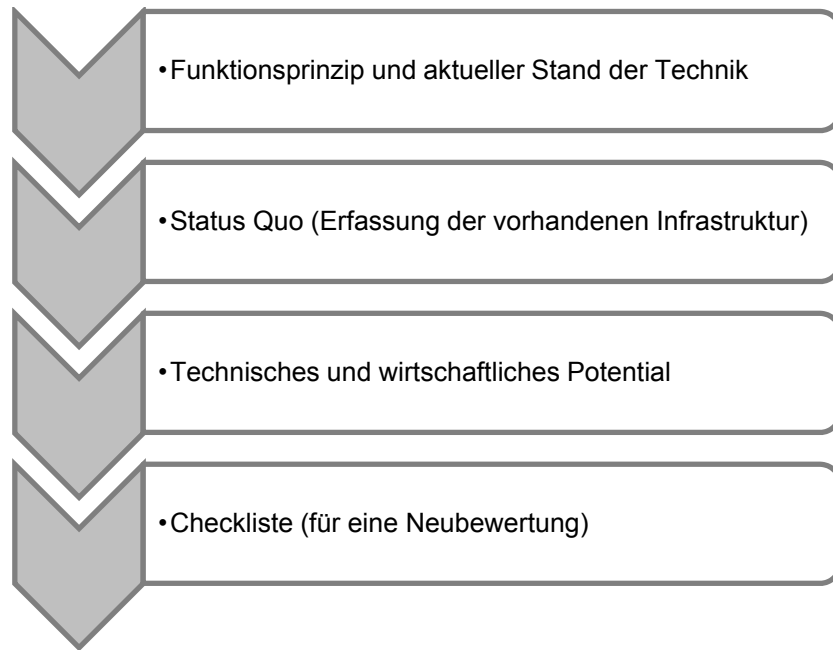 •Funktionsprinzip und aktueller Stand der Technik
•Status Quo (Erfassung der vorhandenen Infrastruktur)
•Technisches und wirtschaftliches Potential
•Checkliste (für eine Neubewertung)